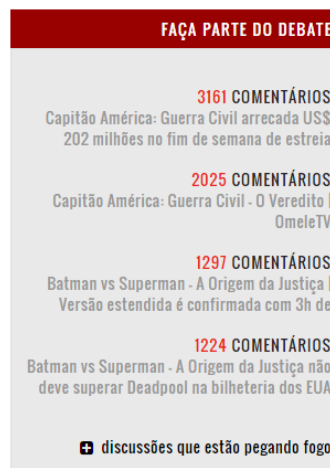 FAÇA PARTE DO DEBATE
3161 COMENTÁRIOS
Capitão América: Guerra Civil arrecada US$
202 milhões no fim de semana de estreia
2025 COMENTÁRIOS
Capitão América: Guerra Civil - O Veredito |
OmeleTV
1297 COMENTÁRIOS
Batman vs Superman - A Origem da Justiça |
Versão estendida é confirmada com 3h de
1224 COMENTÁRIOS
Batman vs Superman - A Origem da Justiça não
deve superar Deadpool na bilheteria dos EUA
discussões que estão pegando fogo